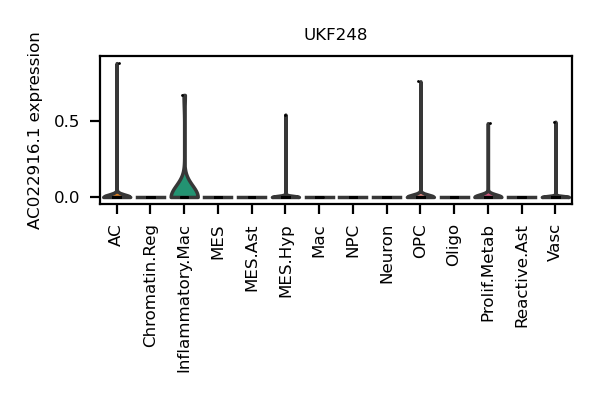 UKF248
AC022916.1 expression
0.5
0.0
AC
Chromatin.Reg
Inflammatory.Mac
MES
MES.Ast
MES.Hyp
Mac
NPC
Neuron
OPC
Oligo
Prolif.Metab
Reactive.Ast
Vasc